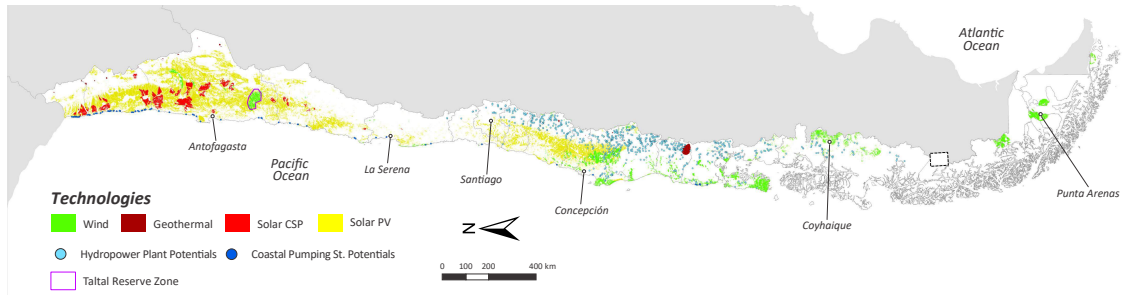 Atlantic
Ocean
Antofagasta
Pacific
Ocean
La Serena
Santiago
Concepción
Coyhaique
Punta Arenas
Technologies
Wind
Geothermal
Solar CSP
Solar PV
Hydropower Plant Potentials
Coastal Pumping St. Potentials
Taltal Reserve Zone
N
0 100 200 400 km